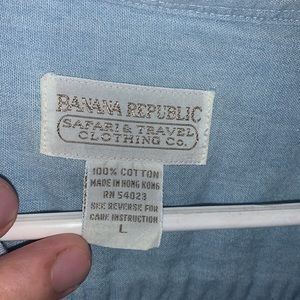 BANANA REPUBLIC
SAFARI & TRAVEL
CLOTHING CO.
100% COTTON
MADE IN HONG KONG
RN 54023
SEE REVERSE FOR
CARE INSTRUCTION
L